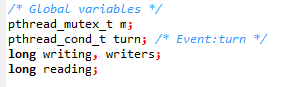 /* Global variables */
pthread_mutex_t m;
pthread_cond_t turn; /* Event:turn */
long writing, writers;
long reading;